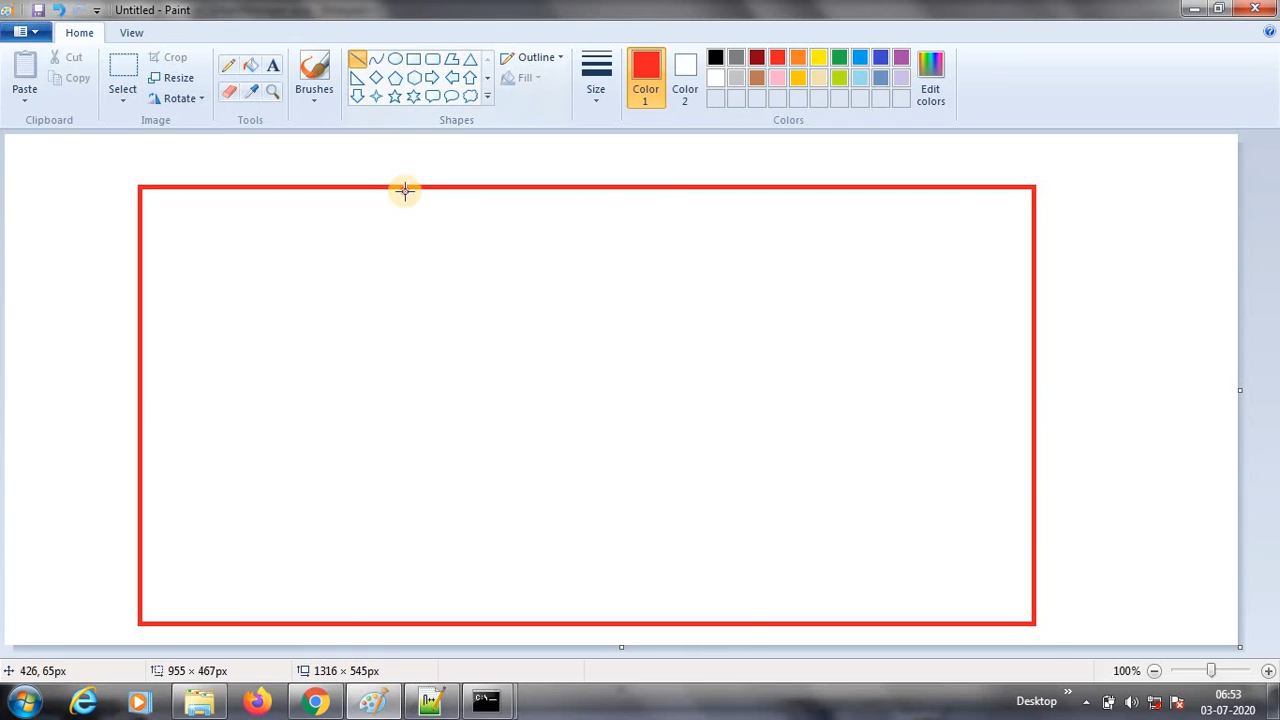 Untitled - Paint
Home
View
Paste
Cut
Copy
Clipboard
Select
Crop
Resize
Rotate
Image
A
Tools
Brushes
Outline
Fill
Shapes
Size
Color
1
Color
2
Edit
colors
Colors
426, 65px
955 × 467px
1316 × 545px
100%
C:\
Desktop
06:53
03-07-2020